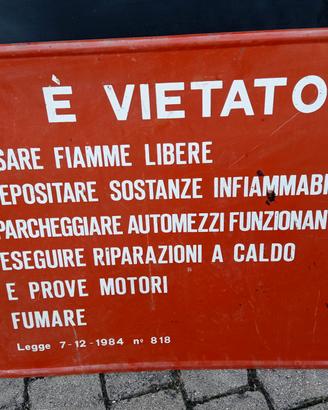 È VIETATO
SARE FIAMME LIBERE
EPOSITARE SOSTANZE INFIAMMABI
PARCHEGGIARE AUTOMEZZI FUNZIONAN
ESEGUIRE RiPARAZIONI A CALDO
E PROVE MOTORI
FUMARE
Legge 7-12-1984 n° 818